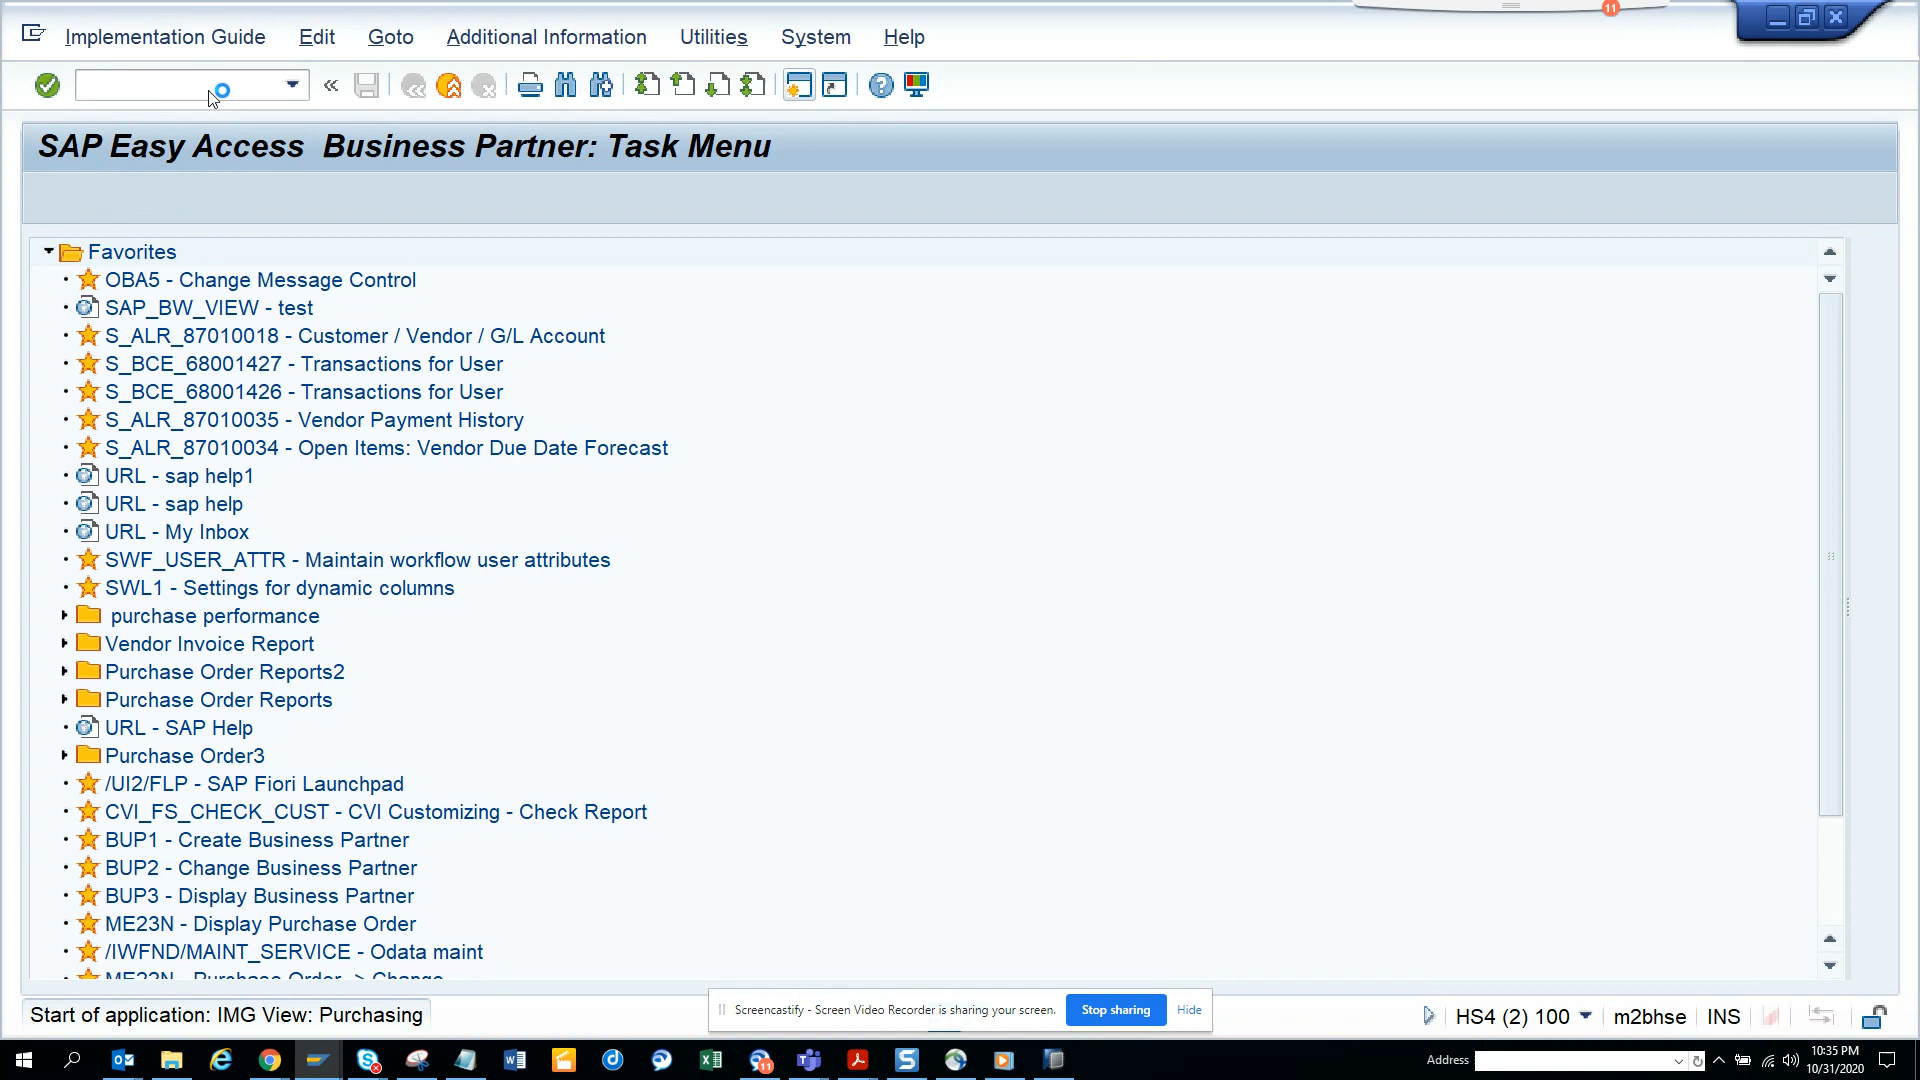 11
Implementation Guide Edit Goto Additional Information Utilities System Help
SAP Easy Access Business Partner: Task Menu
Favorites
OBA5 - Change Message Control
SAP_BW_VIEW - test
S_ALR_87010018 - Customer / Vendor / G/L Account
S_BCE_68001427 - Transactions for User
S_BCE_68001426 - Transactions for User
S_ALR_87010035 - Vendor Payment History
S_ALR_87010034 - Open Items: Vendor Due Date Forecast
URL - sap help1
URL - sap help
URL - My Inbox
SWF_USER_ATTR - Maintain workflow user attributes
SWL1 - Settings for dynamic columns
purchase performance
Vendor Invoice Report
Purchase Order Reports2
Purchase Order Reports
URL - SAP Help
Purchase Order3
/UI2/FLP - SAP Fiori Launchpad
CVI_FS_CHECK_CUST - CVI Customizing - Check Report
BUP1 - Create Business Partner
BUP2 - Change Business Partner
BUP3 - Display Business Partner
ME23N - Display Purchase Order
/IWFND/MAINT_SERVICE - Odata maint
ME22N - Purchase Order -> Change
Start of application: IMG View: Purchasing
Screencastify - Screen Video Recorder is sharing your screen. Stop sharing Hide
HS4 (2) 100 m2bhse INS
11
Address
10:35 PM
10/31/2020